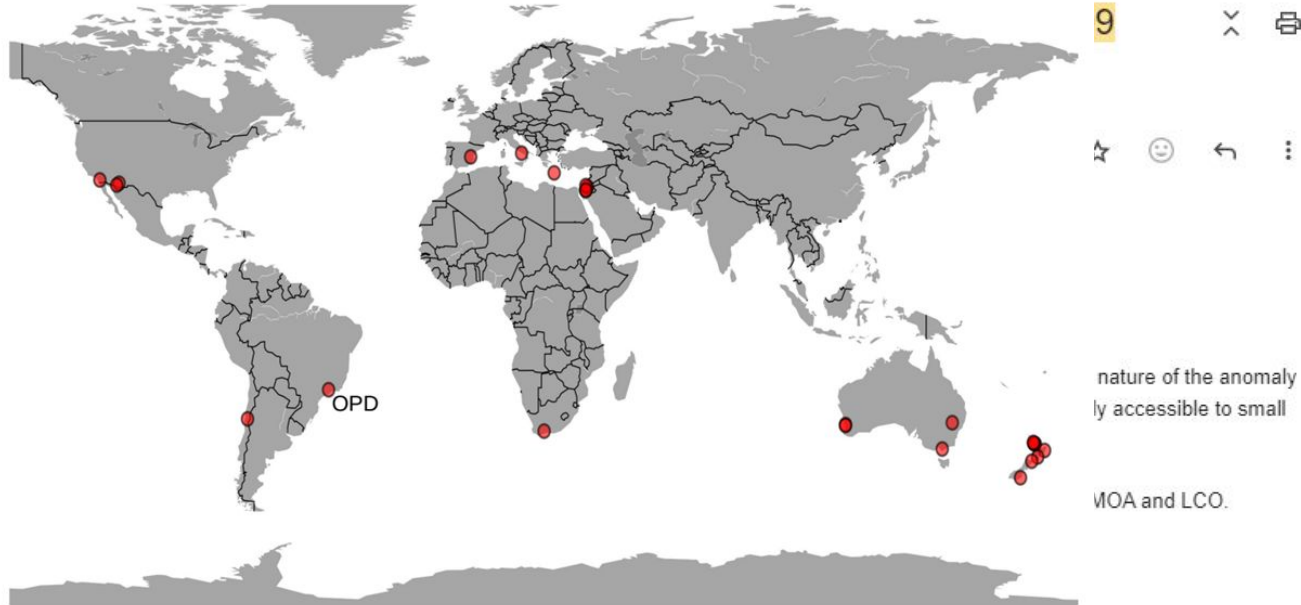 9
OPD
nature of the anomaly
ly accessible to small
MOA and LCO.